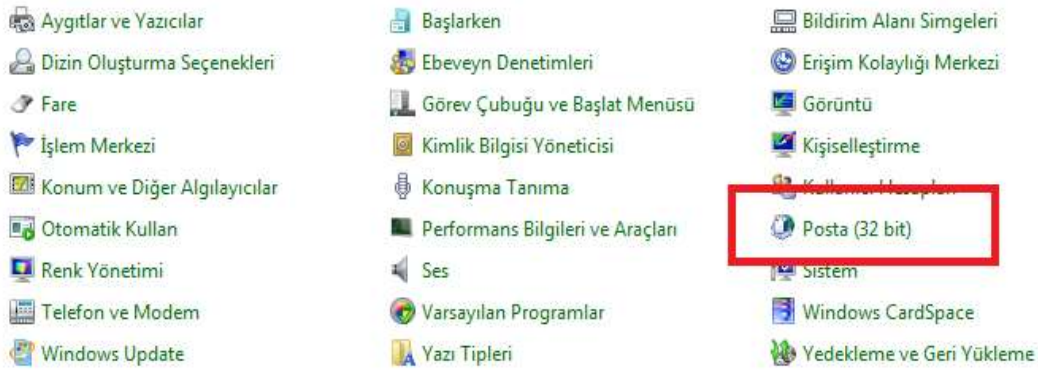 Aygıtlar ve Yazıcılar
Başlarken
Bildirim Alanı Simgeleri
Dizin Oluşturma Seçenekleri
Ebeveyn Denetimleri
Erişim Kolaylığı Merkezi
Fare
Görev Çubuğu ve Başlat Menüsü
Görüntü
İşlem Merkezi
Kimlik Bilgisi Yöneticisi
Kişiselleştirme
Konum ve Diğer Algılayıcılar
Konuşma Tanıma
Kullanıcı Hesapları
Otomatik Kullan
Performans Bilgileri ve Araçları
Posta (32 bit)
Renk Yönetimi
Ses
Sistem
Telefon ve Modem
Varsayılan Programlar
Windows CardSpace
Windows Update
Yazı Tipleri
Yedekleme ve Geri Yükleme